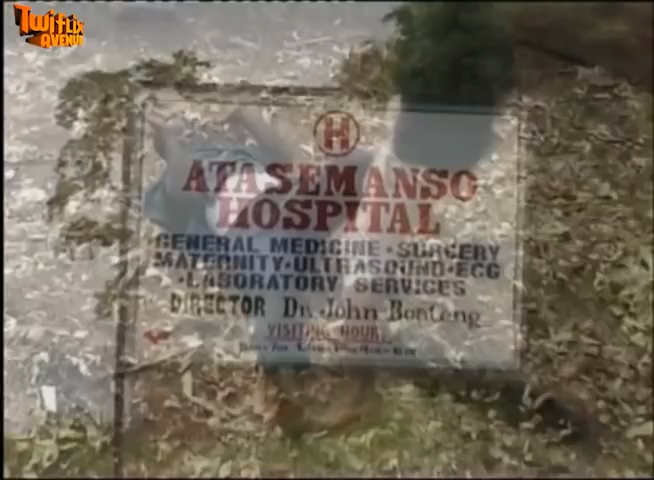 Twiflix
AVENUE
H
ATASEMANSO
HOSPITAL
GENERAL MEDICINE • SURGERY
MATERNITY • ULTRASOUND • ECG
• LABORATORY SERVICES
DIRECTOR Dr. John Bonteng
VISITING HOURS